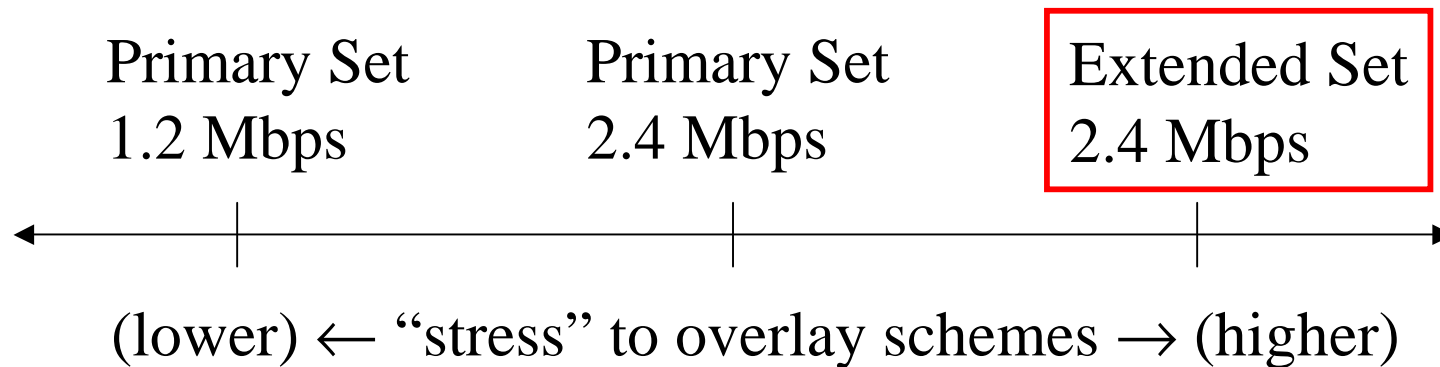 Primary Set
1.2 Mbps
Primary Set
2.4 Mbps
Extended Set
2.4 Mbps
(lower) ← “stress” to overlay schemes → (higher)